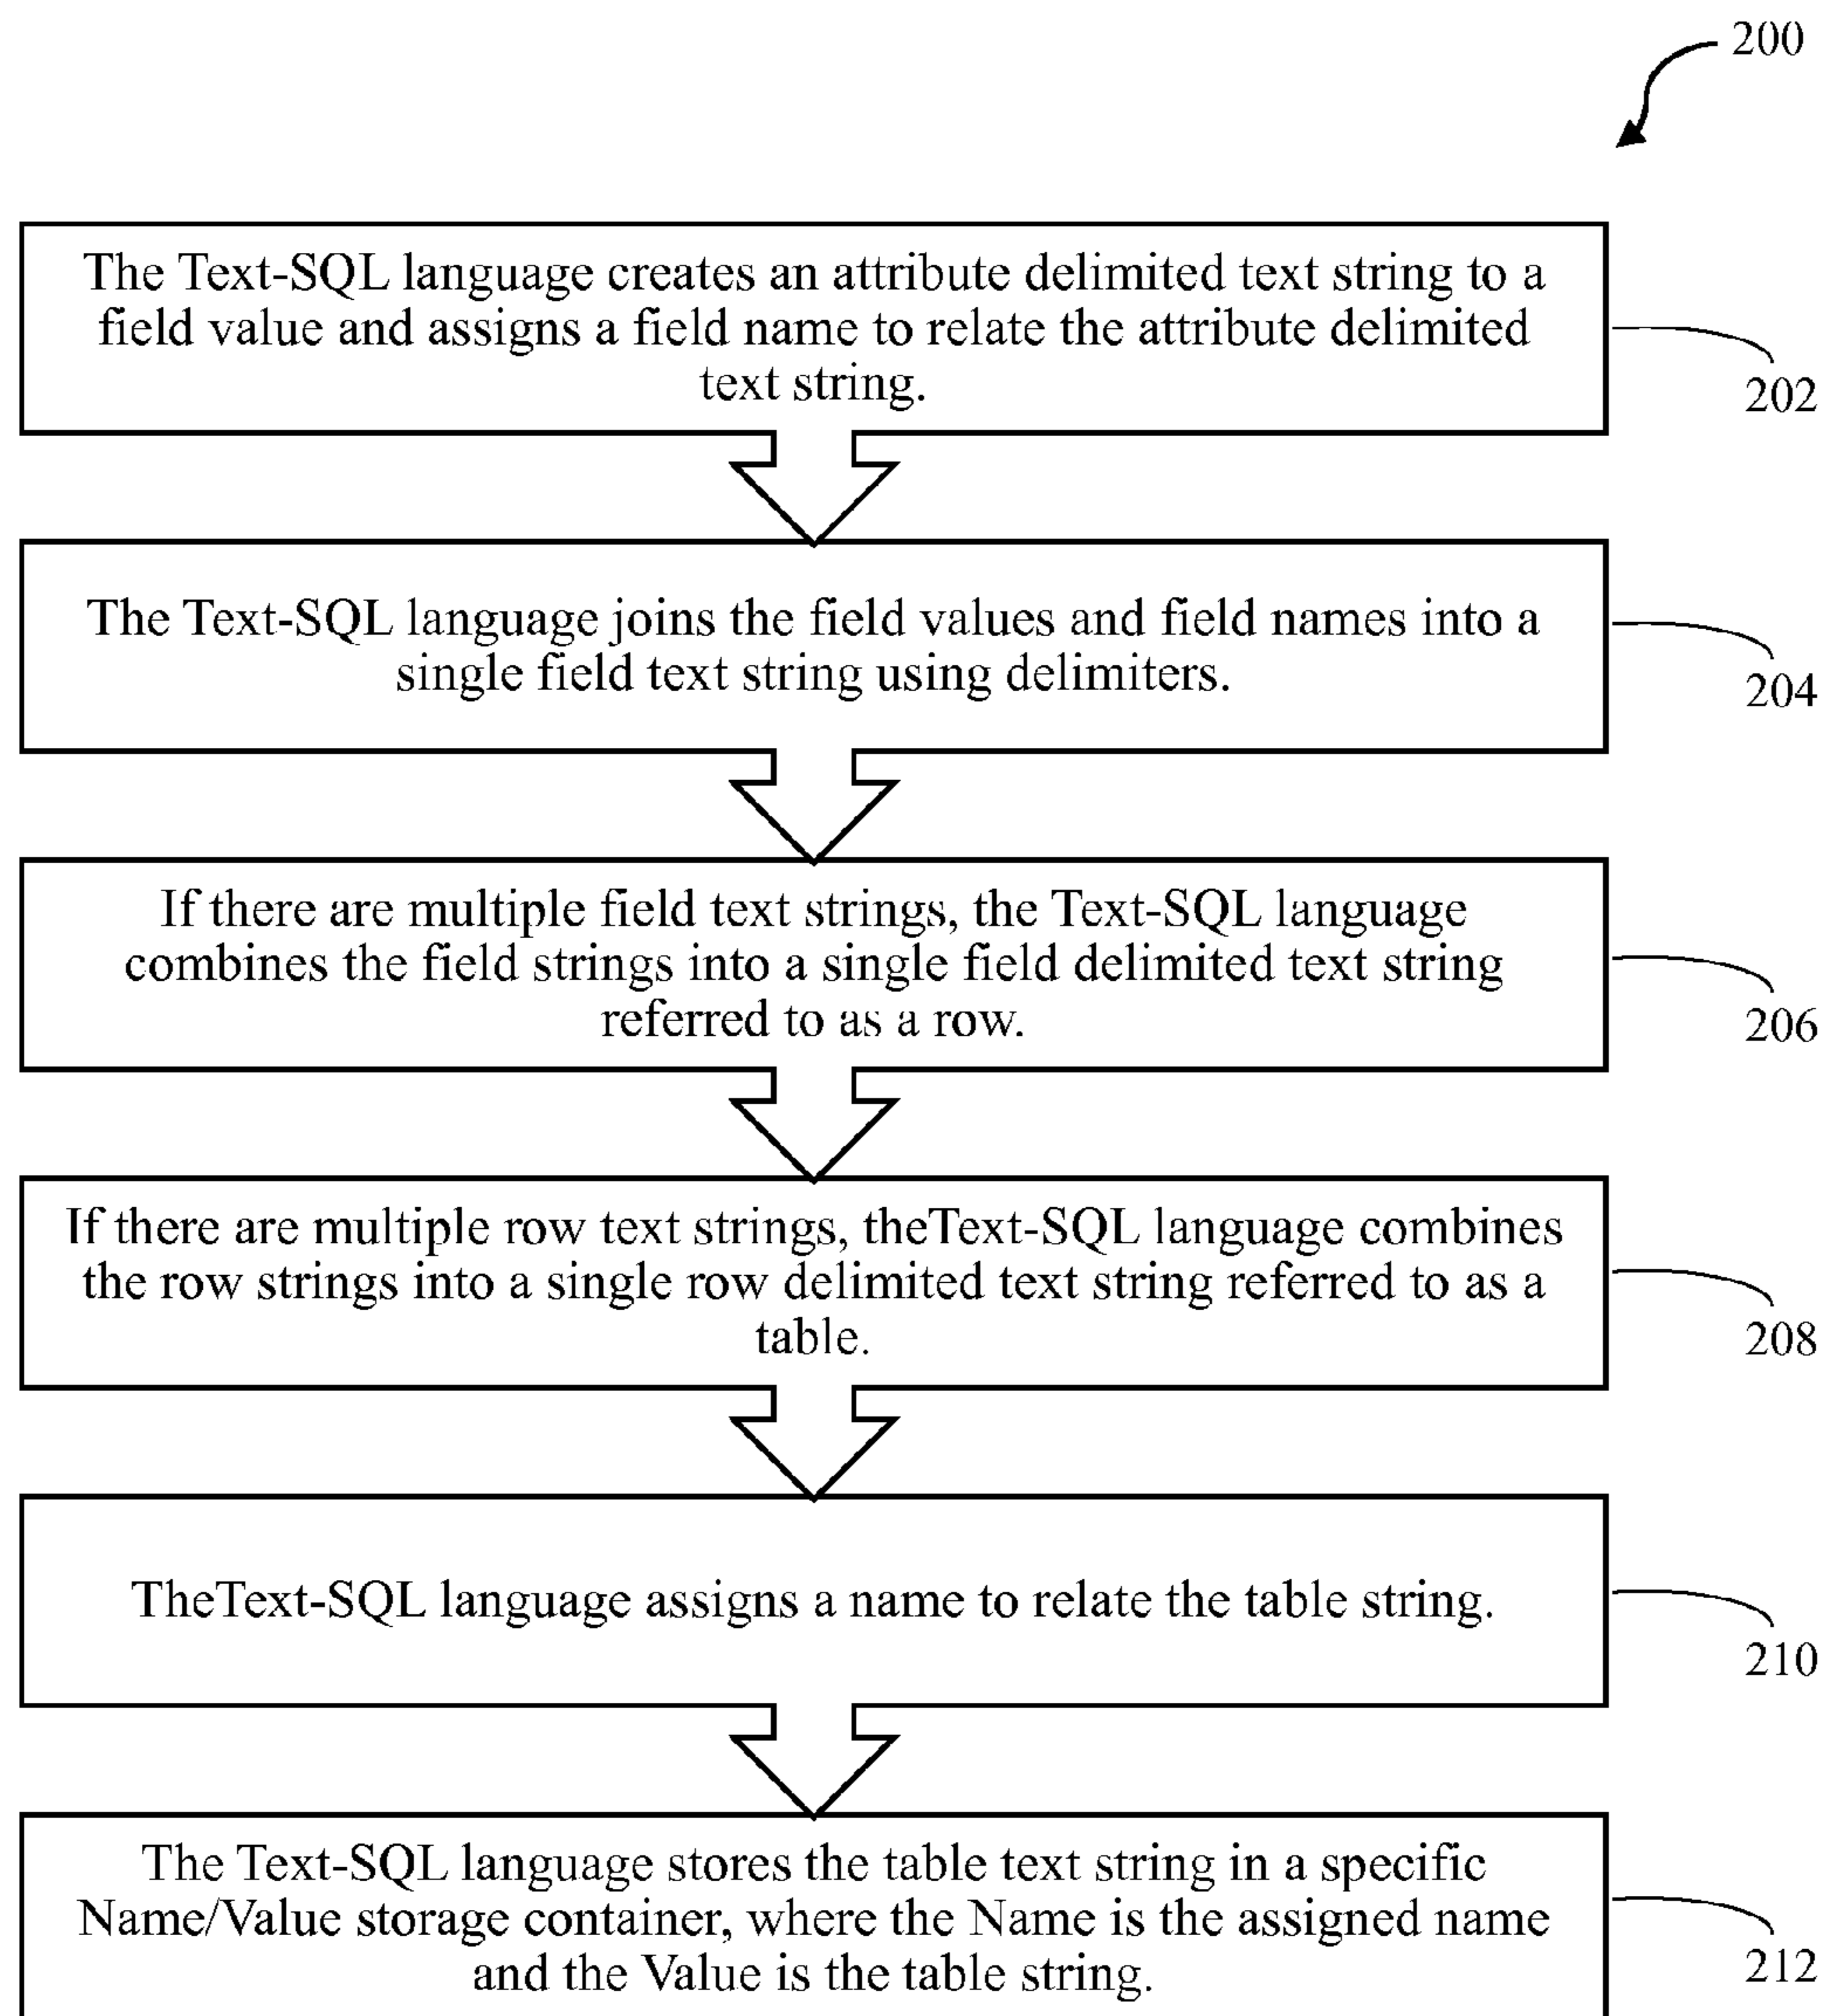 200
The Text-SQL language creates an attribute delimited text string to a
field value and assigns a field name to relate the attribute delimited
text string.
202
The Text-SQL language joins the field values and field names into a
single field text string using delimiters.
204
If there are multiple field text strings, the Text-SQL language
combines the field strings into a single field delimited text string
referred to as a row.
206
If there are multiple row text strings, theText-SQL language combines
the row strings into a single row delimited text string referred to as a
table.
208
TheText-SQL language assigns a name to relate the table string.
210
The Text-SQL language stores the table text string in a specific
Name/Value storage container, where the Name is the assigned name
and the Value is the table string.
212